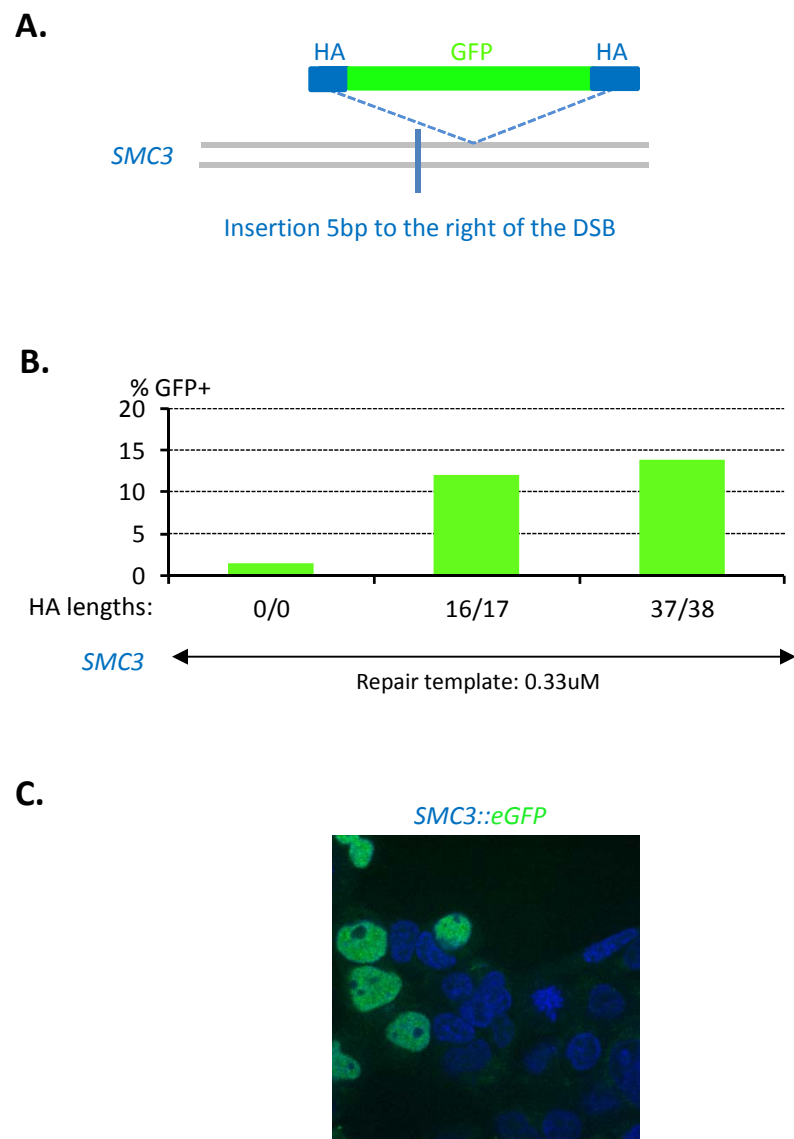 A.
HA GFP HA
SMC3
Insertion 5bp to the right of the DSB
B.
% GFP+
20
15
10
5
0
HA lengths: 0/0 16/17 37/38
SMC3
Repair template: 0.33uM
C.
SMC3::eGFP